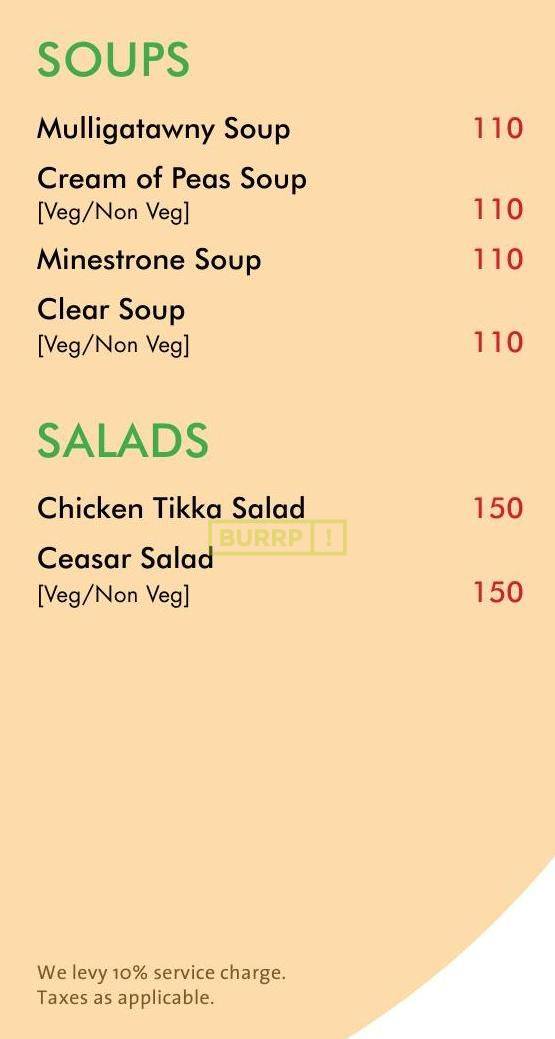 SOUPS
Mulligatawny Soup 110
Cream of Peas Soup
[Veg/Non Veg] 110
Minestrone Soup 110
Clear Soup
[Veg/Non Veg] 110
SALADS
Chicken Tikka Salad 150
BURRP !
Ceasar Salad
[Veg/Non Veg] 150
We levy 10% service charge.
Taxes as applicable.